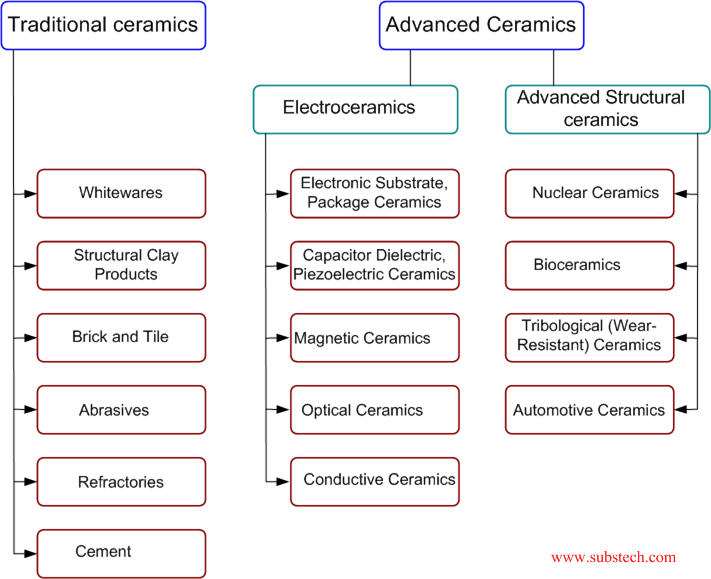 Traditional ceramics
Whitewares
Structural Clay
Products
Brick and Tile
Abrasives
Refractories
Cement
Advanced Ceramics
Electroceramics
Electronic Substrate,
Package Ceramics
Capacitor Dielectric,
Piezoelectric Ceramics
Magnetic Ceramics
Optical Ceramics
Conductive Ceramics
Advanced Structural
ceramics
Nuclear Ceramics
Bioceramics
Tribological (Wear-
Resistant) Ceramics
Automotive Ceramics
www.substech.com